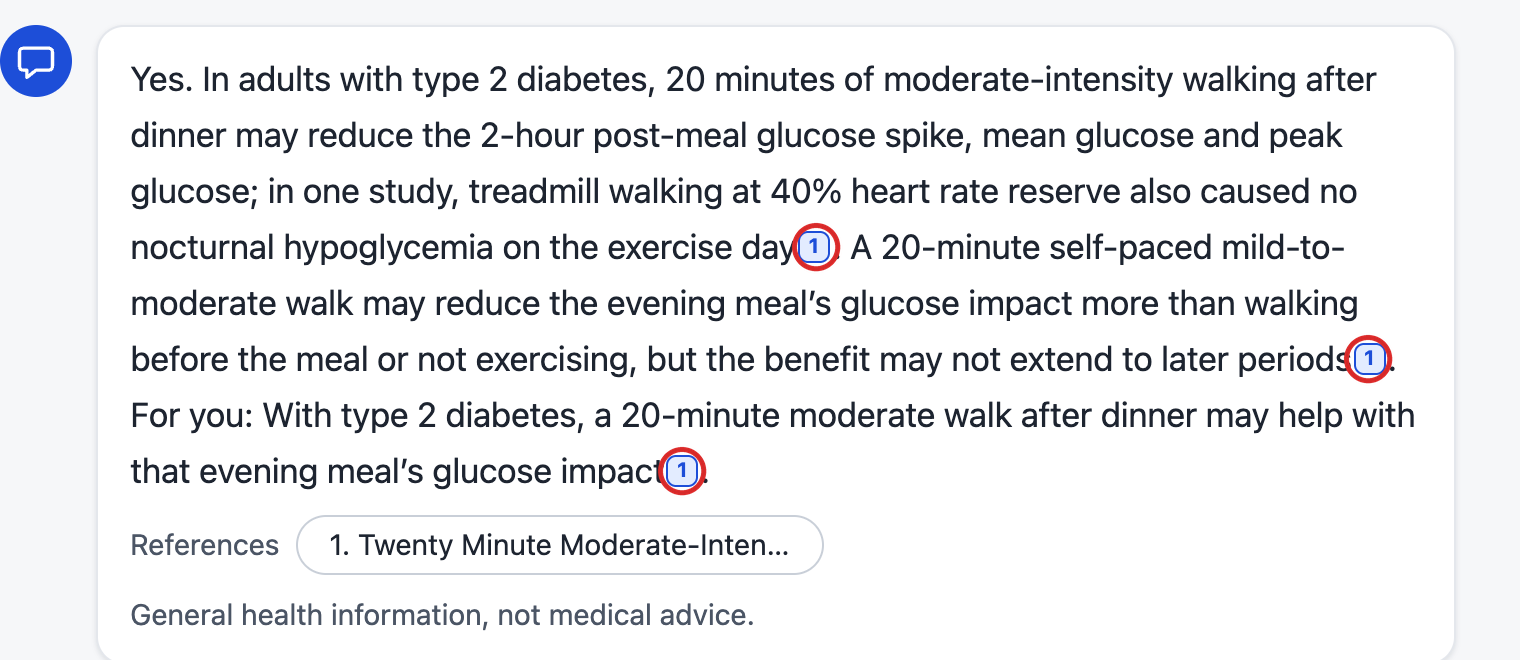 Yes. In adults with type 2 diabetes, 20 minutes of moderate-intensity walking after
dinner may reduce the 2-hour post-meal glucose spike, mean glucose and peak
glucose; in one study, treadmill walking at 40% heart rate reserve also caused no
nocturnal hypoglycemia on the exercise day 1. A 20-minute self-paced mild-to-
moderate walk may reduce the evening meal’s glucose impact more than walking
before the meal or not exercising, but the benefit may not extend to later periods 1.
For you: With type 2 diabetes, a 20-minute moderate walk after dinner may help with
that evening meal’s glucose impact 1.
References 1. Twenty Minute Moderate-Inten...
General health information, not medical advice.